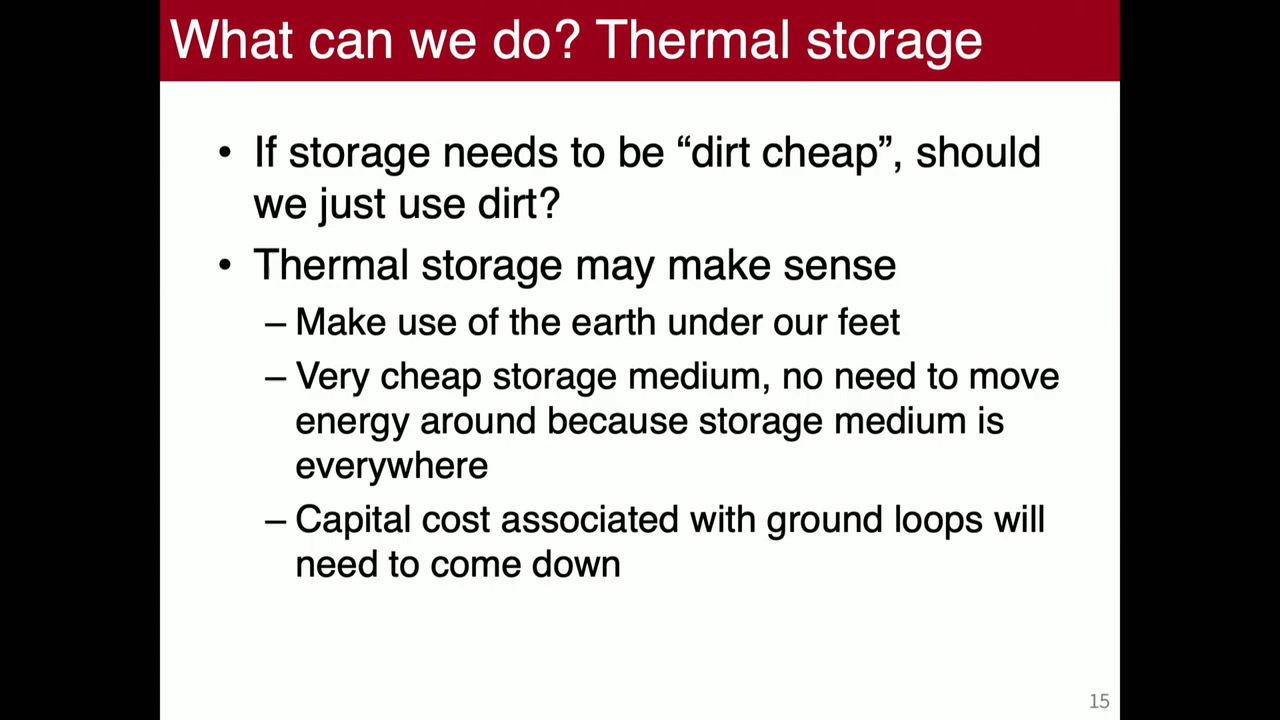 What can we do? Thermal storage
• If storage needs to be “dirt cheap”, should
we just use dirt?
• Thermal storage may make sense
– Make use of the earth under our feet
– Very cheap storage medium, no need to move
energy around because storage medium is
everywhere
– Capital cost associated with ground loops will
need to come down
15